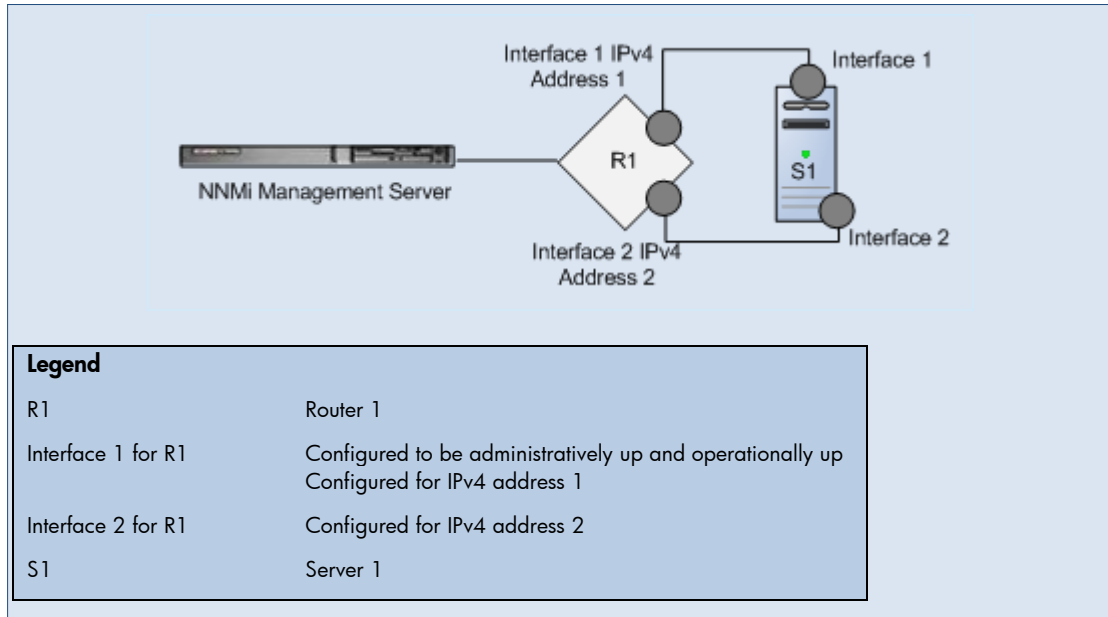 Interface 1 IPv4
Address 1
Interface 1
R1
S1
NNMi Management Server
Interface 2 IPv4
Address 2
Interface 2
Legend
R1 Router 1
Interface 1 for R1 Configured to be administratively up and operationally up
Configured for IPv4 address 1
Interface 2 for R1 Configured for IPv4 address 2
S1 Server 1